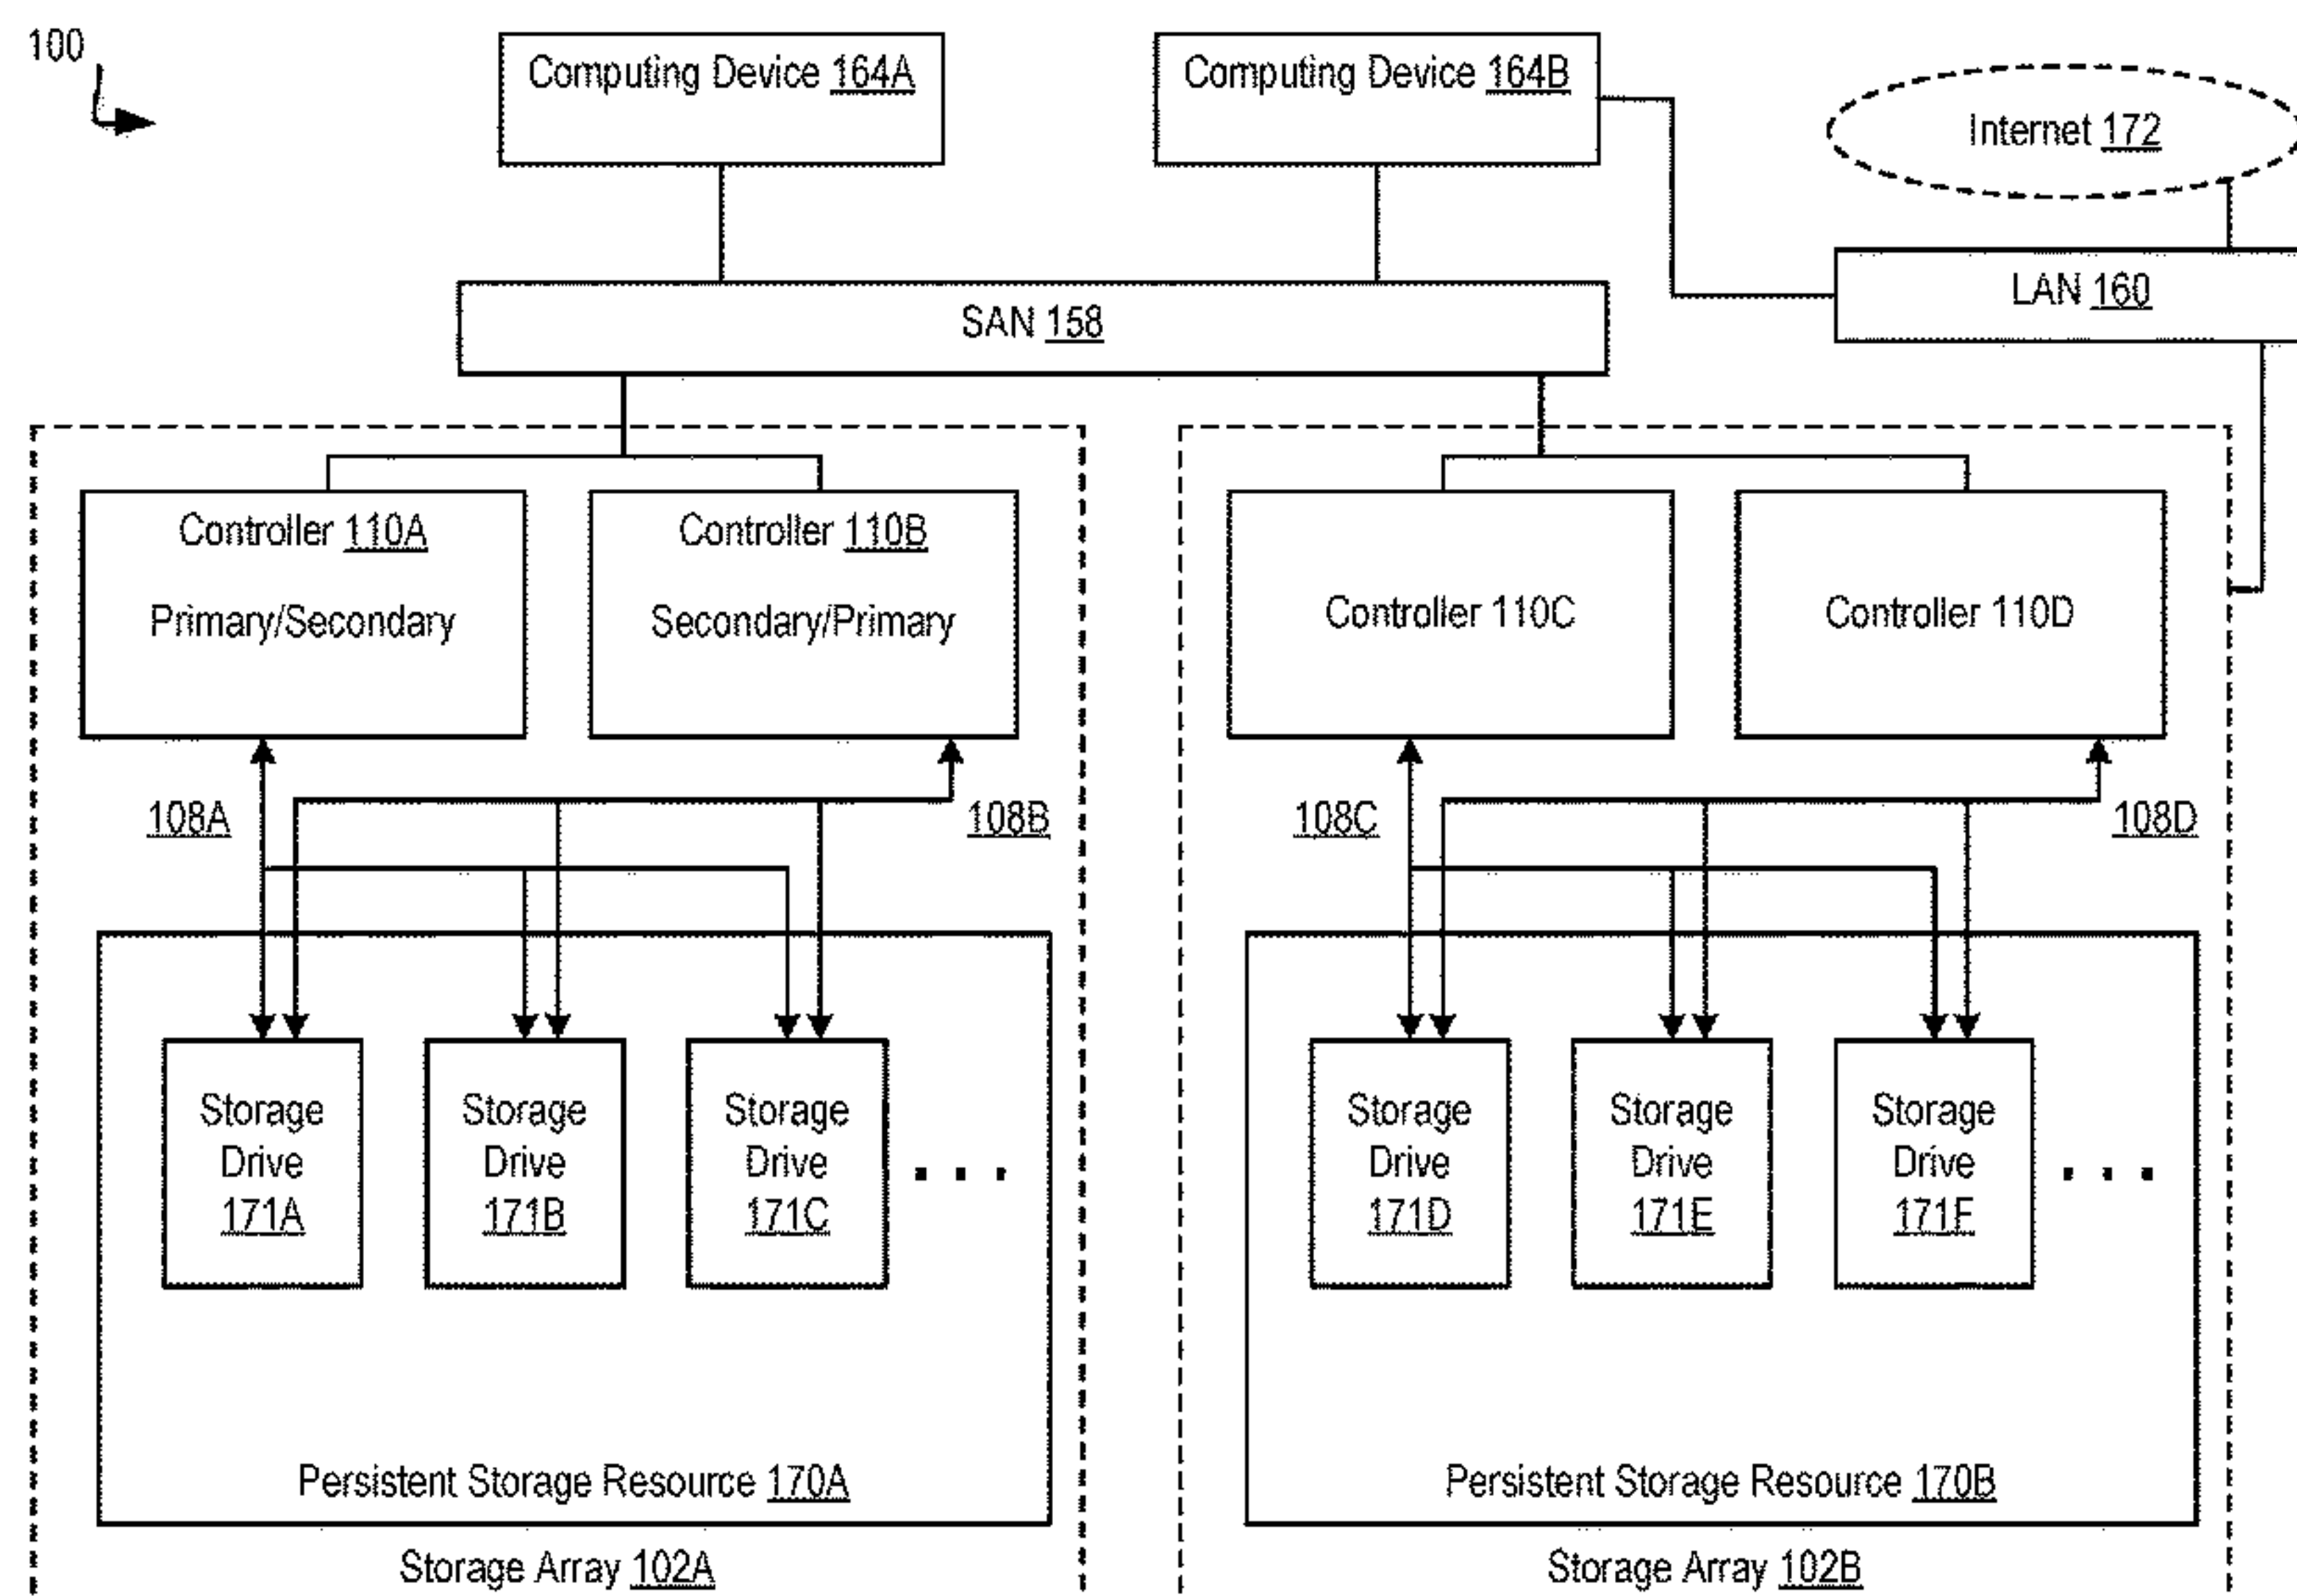 100
Computing Device 164A
Computing Device 164B
Internet 172
LAN 160
SAN 158
Controller 110A
Primary/Secondary
Controller 110B
Secondary/Primary
Controller 110C
Controller 110D
108A
108B
108C
108D
Storage
Drive
171A
Storage
Drive
171B
Storage
Drive
171C
. . .
Storage
Drive
171D
Storage
Drive
171E
Storage
Drive
171F
. . .
Persistent Storage Resource 170A
Persistent Storage Resource 170B
Storage Array 102A
Storage Array 102B